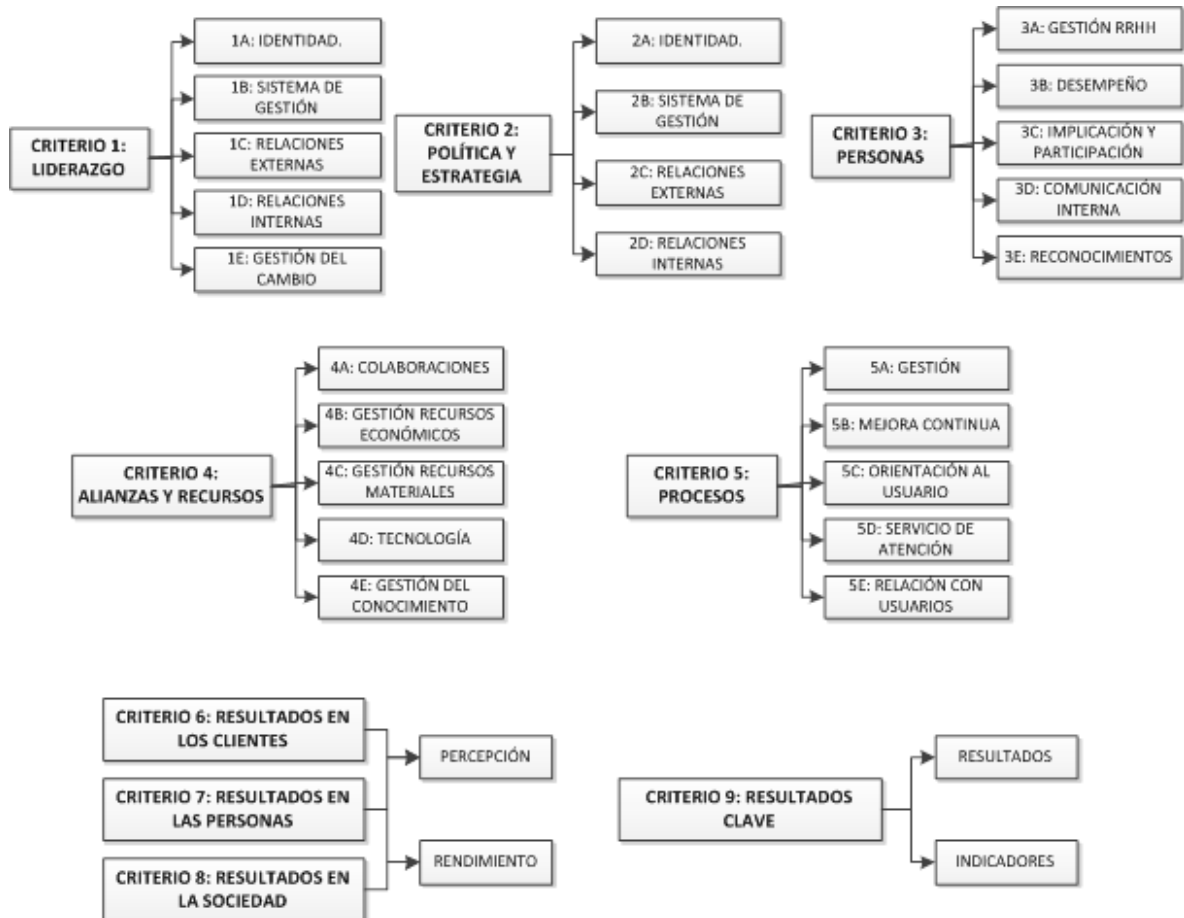 CRITERIO 1:
LIDERAZGO
1A: IDENTIDAD.
1B: SISTEMA DE
GESTIÓN
1C: RELACIONES
EXTERNAS
1D: RELACIONES
INTERNAS
1E: GESTIÓN DEL
CAMBIO
CRITERIO 2:
POLÍTICA Y
ESTRATEGIA
2A: IDENTIDAD.
2B: SISTEMA DE
GESTIÓN
2C: RELACIONES
EXTERNAS
2D: RELACIONES
INTERNAS
CRITERIO 3:
PERSONAS
3A: GESTIÓN RRHH
3B: DESEMPEÑO
3C: IMPLICACIÓN Y
PARTICIPACIÓN
3D: COMUNICACIÓN
INTERNA
3E: RECONOCIMIENTOS
CRITERIO 4:
ALIANZAS Y RECURSOS
4A: COLABORACIONES
4B: GESTIÓN RECURSOS
ECONÓMICOS
4C: GESTIÓN RECURSOS
MATERIALES
4D: TECNOLOGÍA
4E: GESTIÓN DEL
CONOCIMIENTO
CRITERIO 5:
PROCESOS
5A: GESTIÓN
5B: MEJORA CONTINUA
5C: ORIENTACIÓN AL
USUARIO
5D: SERVICIO DE
ATENCIÓN
5E: RELACIÓN CON
USUARIOS
CRITERIO 6: RESULTADOS EN
LOS CLIENTES
CRITERIO 7: RESULTADOS EN
LAS PERSONAS
CRITERIO 8: RESULTADOS EN
LA SOCIEDAD
PERCEPCIÓN
RENDIMIENTO
CRITERIO 9: RESULTADOS
CLAVE
RESULTADOS
INDICADORES